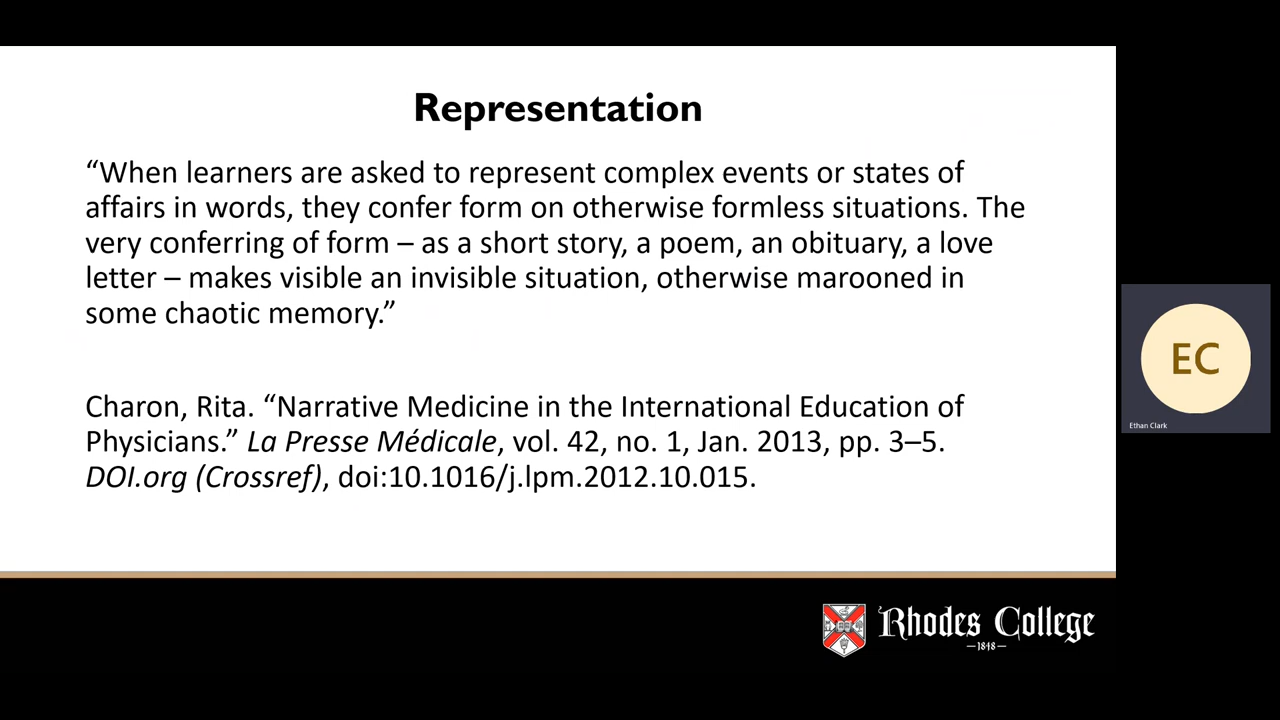 Representation
“When learners are asked to represent complex events or states of
affairs in words, they confer form on otherwise formless situations. The
very conferring of form – as a short story, a poem, an obituary, a love
letter – makes visible an invisible situation, otherwise marooned in
some chaotic memory.”
Charon, Rita. “Narrative Medicine in the International Education of
Physicians.” La Presse Médicale, vol. 42, no. 1, Jan. 2013, pp. 3–5.
DOI.org (Crossref), doi:10.1016/j.lpm.2012.10.015.
EC
Ethan Clark
Rhodes College
—1848—